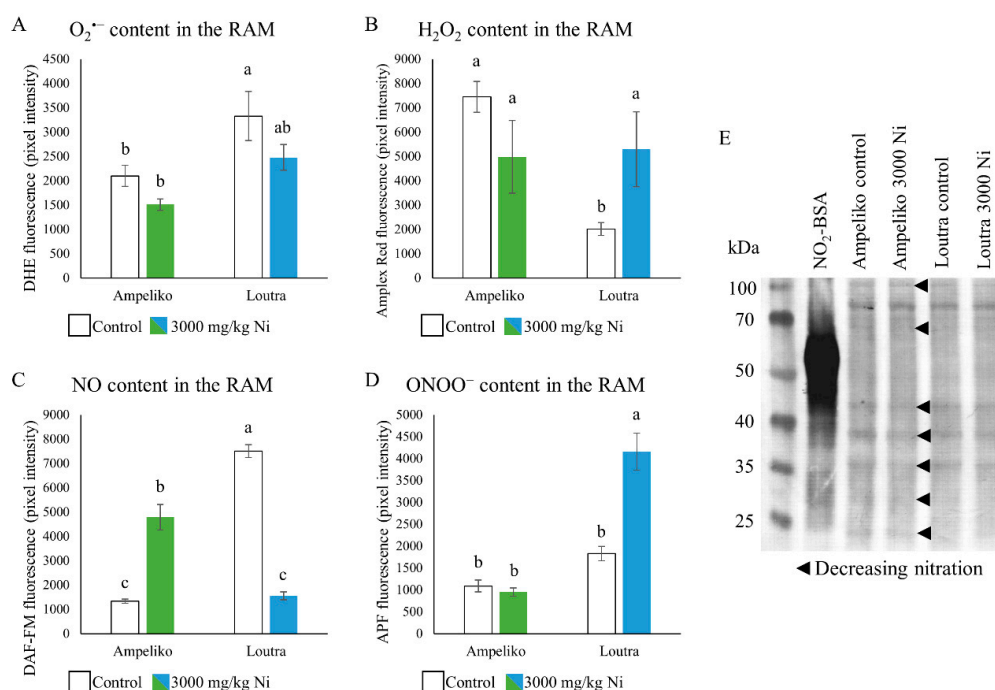 A
O₂•− content in the RAM
DHE fluorescence (pixel intensity)
4500
4000
3500
3000
2500
2000
1500
1000
500
0
b
b
a
ab
Ampeliko
Loutra
Control
3000 mg/kg Ni
B
H₂O₂ content in the RAM
Amplex Red fluorescence (pixel intensity)
9000
8000
7000
6000
5000
4000
3000
2000
1000
0
a
a
b
a
Ampeliko
Loutra
Control
3000 mg/kg Ni
C
NO content in the RAM
DAF-FM fluorescence (pixel intensity)
9000
8000
7000
6000
5000
4000
3000
2000
1000
0
c
b
a
c
Ampeliko
Loutra
Control
3000 mg/kg Ni
D
ONOO− content in the RAM
APF fluorescence (pixel intensity)
5000
4500
4000
3500
3000
2500
2000
1500
1000
500
0
b
b
b
a
Ampeliko
Loutra
Control
3000 mg/kg Ni
E
kDa
NO₂-BSA
Ampeliko control
Ampeliko 3000 Ni
Loutra control
Loutra 3000 Ni
100
70
50
40
35
25
◄ Decreasing nitration